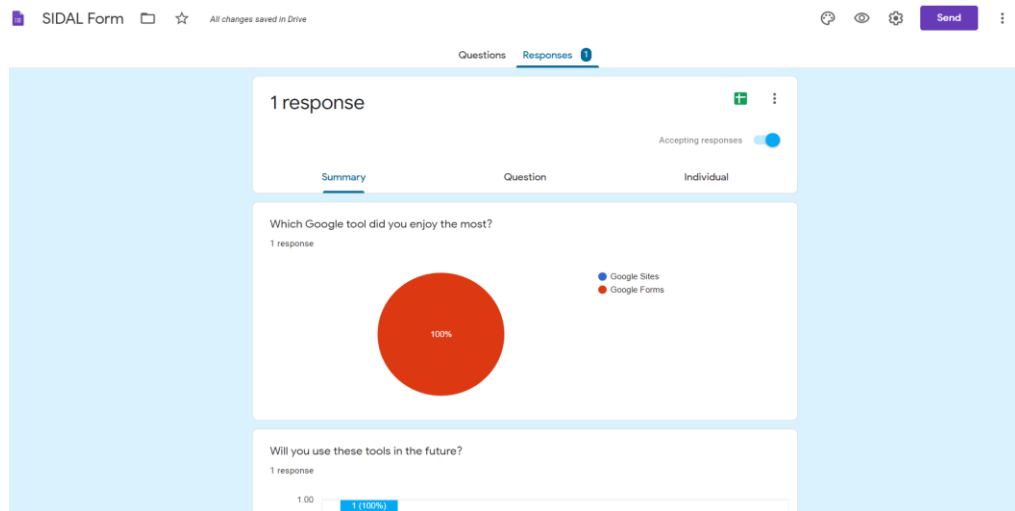 SIDAL Form All changes saved in Drive Send
Questions Responses 1
1 response
Accepting responses
Summary Question Individual
Which Google tool did you enjoy the most?
1 response
100%
Google Sites
Google Forms
Will you use these tools in the future?
1 response
1.00
1 (100%)